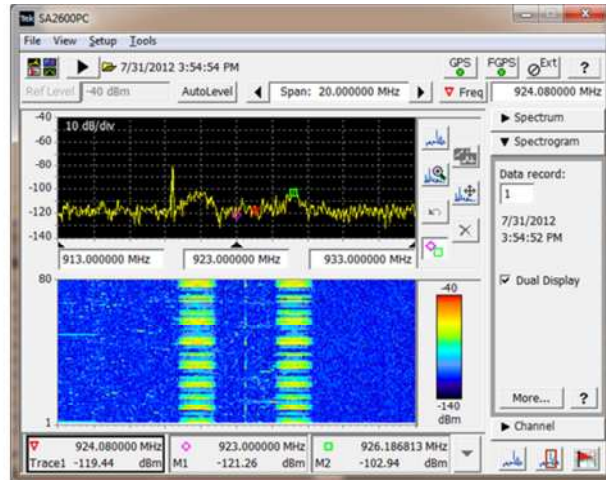 Tek SA2600PC
File View Setup Tools
7/31/2012 3:54:54 PM
GPS FGPS Ext ?
Ref Level -40 dBm AutoLevel Span: 20.000000 MHz Freq 924.080000 MHz
Spectrum
Spectrogram
Data record:
1
7/31/2012
3:54:52 PM
Dual Display
More... ?
Channel
10 dB/div
-40
-60
-80
-100
-120
-140
913.000000 MHz 923.000000 MHz 933.000000 MHz
80
1
-40
-140
dBm
924.080000 MHz
Trace1 -119.44 dBm
923.000000 MHz
M1 -121.26 dBm
926.186813 MHz
M2 -102.94 dBm